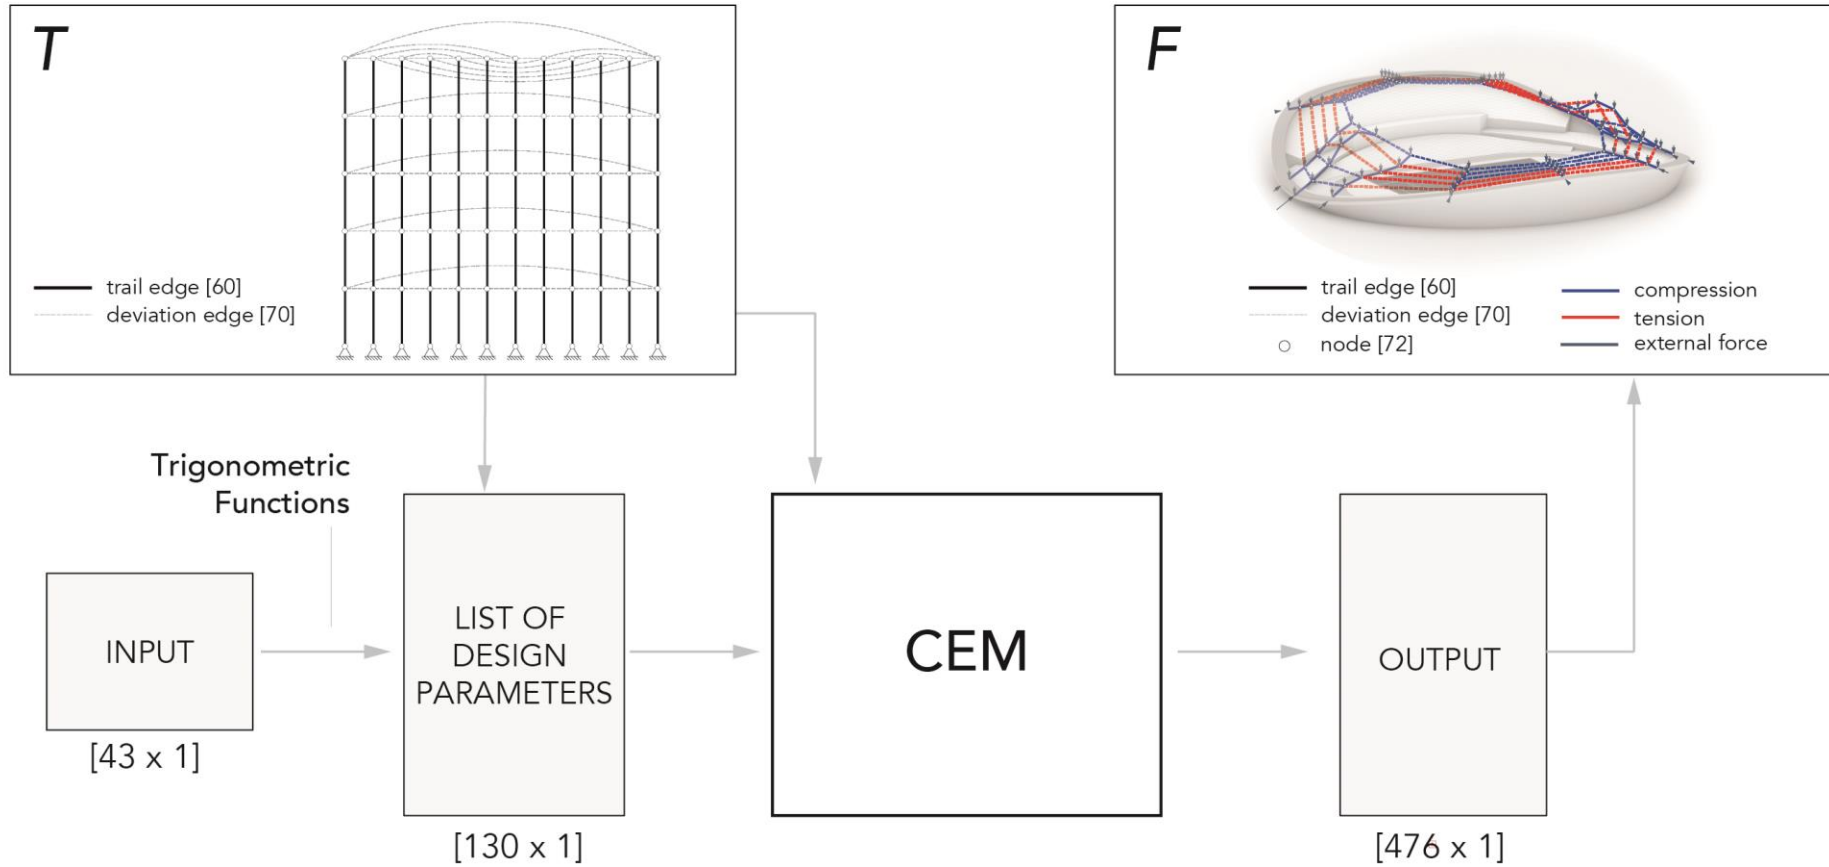 T
trail edge [60]
deviation edge [70]
F
trail edge [60]
deviation edge [70]
node [72]
compression
tension
external force
Trigonometric
Functions
INPUT
[43 x 1]
LIST OF
DESIGN
PARAMETERS
[130 x 1]
CEM
OUTPUT
[476 x 1]